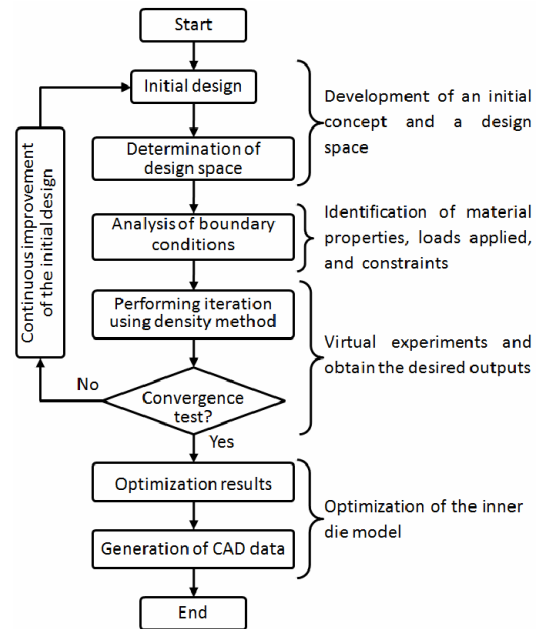 Start
Initial design
Determination of
design space
Development of an initial
concept and a design
space
Analysis of boundary
conditions
Identification of material
properties, loads applied,
and constraints
Performing iteration
using density method
Convergence
test?
Virtual experiments and
obtain the desired outputs
No
Continuous improvement
of the initial design
Yes
Optimization results
Generation of CAD data
Optimization of the inner
die model
End